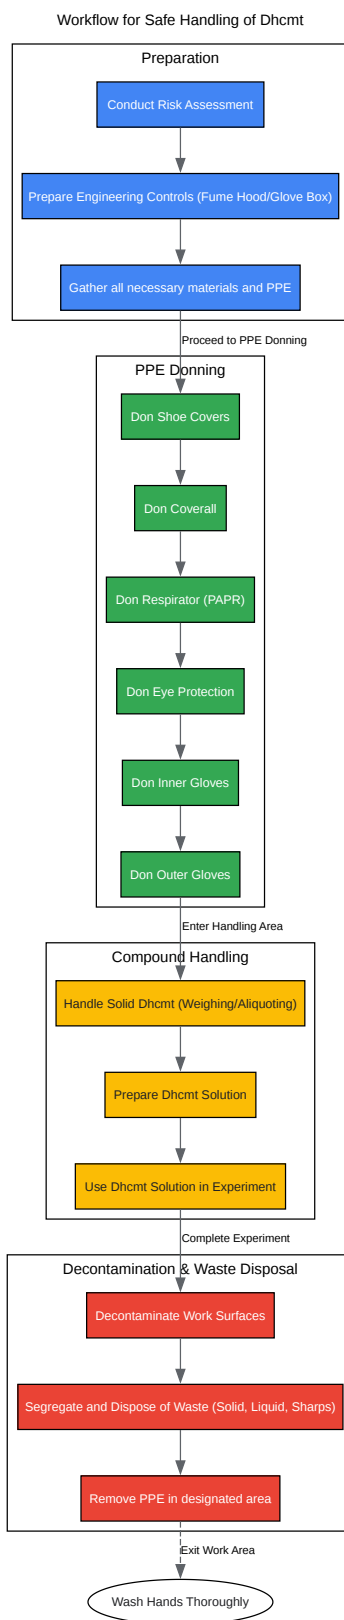 Workflow for Safe Handling of Dhcmt
Preparation
Conduct Risk Assessment
Prepare Engineering Controls (Fume Hood/Glove Box)
Gather all necessary materials and PPE
Proceed to PPE Donning
PPE Donning
Don Shoe Covers
Don Coverall
Don Respirator (PAPR)
Don Eye Protection
Don Inner Gloves
Don Outer Gloves
Enter Handling Area
Compound Handling
Handle Solid Dhcmt (Weighing/Aliquoting)
Prepare Dhcmt Solution
Use Dhcmt Solution in Experiment
Complete Experiment
Decontamination & Waste Disposal
Decontaminate Work Surfaces
Segregate and Dispose of Waste (Solid, Liquid, Sharps)
Remove PPE in designated area
Exit Work Area
Wash Hands Thoroughly